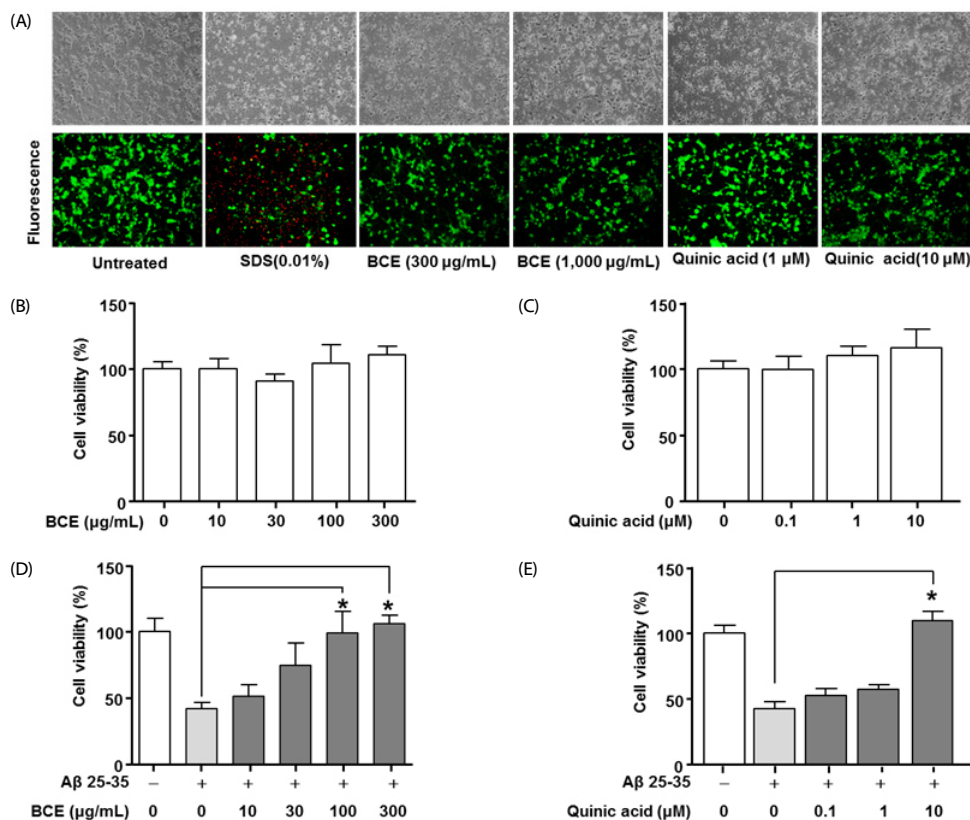 (A)
Fluorescence
Untreated SDS(0.01%) BCE (300 µg/mL) BCE (1,000 µg/mL) Quinic acid (1 µM) Quinic acid(10 µM)
(B)
Cell viability (%)
150
100
50
0
BCE (µg/mL) 0 10 30 100 300
(C)
Cell viability (%)
150
100
50
0
Quinic acid (µM) 0 0.1 1 10
(D)
Cell viability (%)
150
100
50
0
* *
Aβ 25-35 – + + + + +
BCE (µg/mL) 0 0 10 30 100 300
(E)
Cell viability (%)
150
100
50
0
*
Aβ 25-35 – + + + +
Quinic acid (µM) 0 0 0.1 1 10